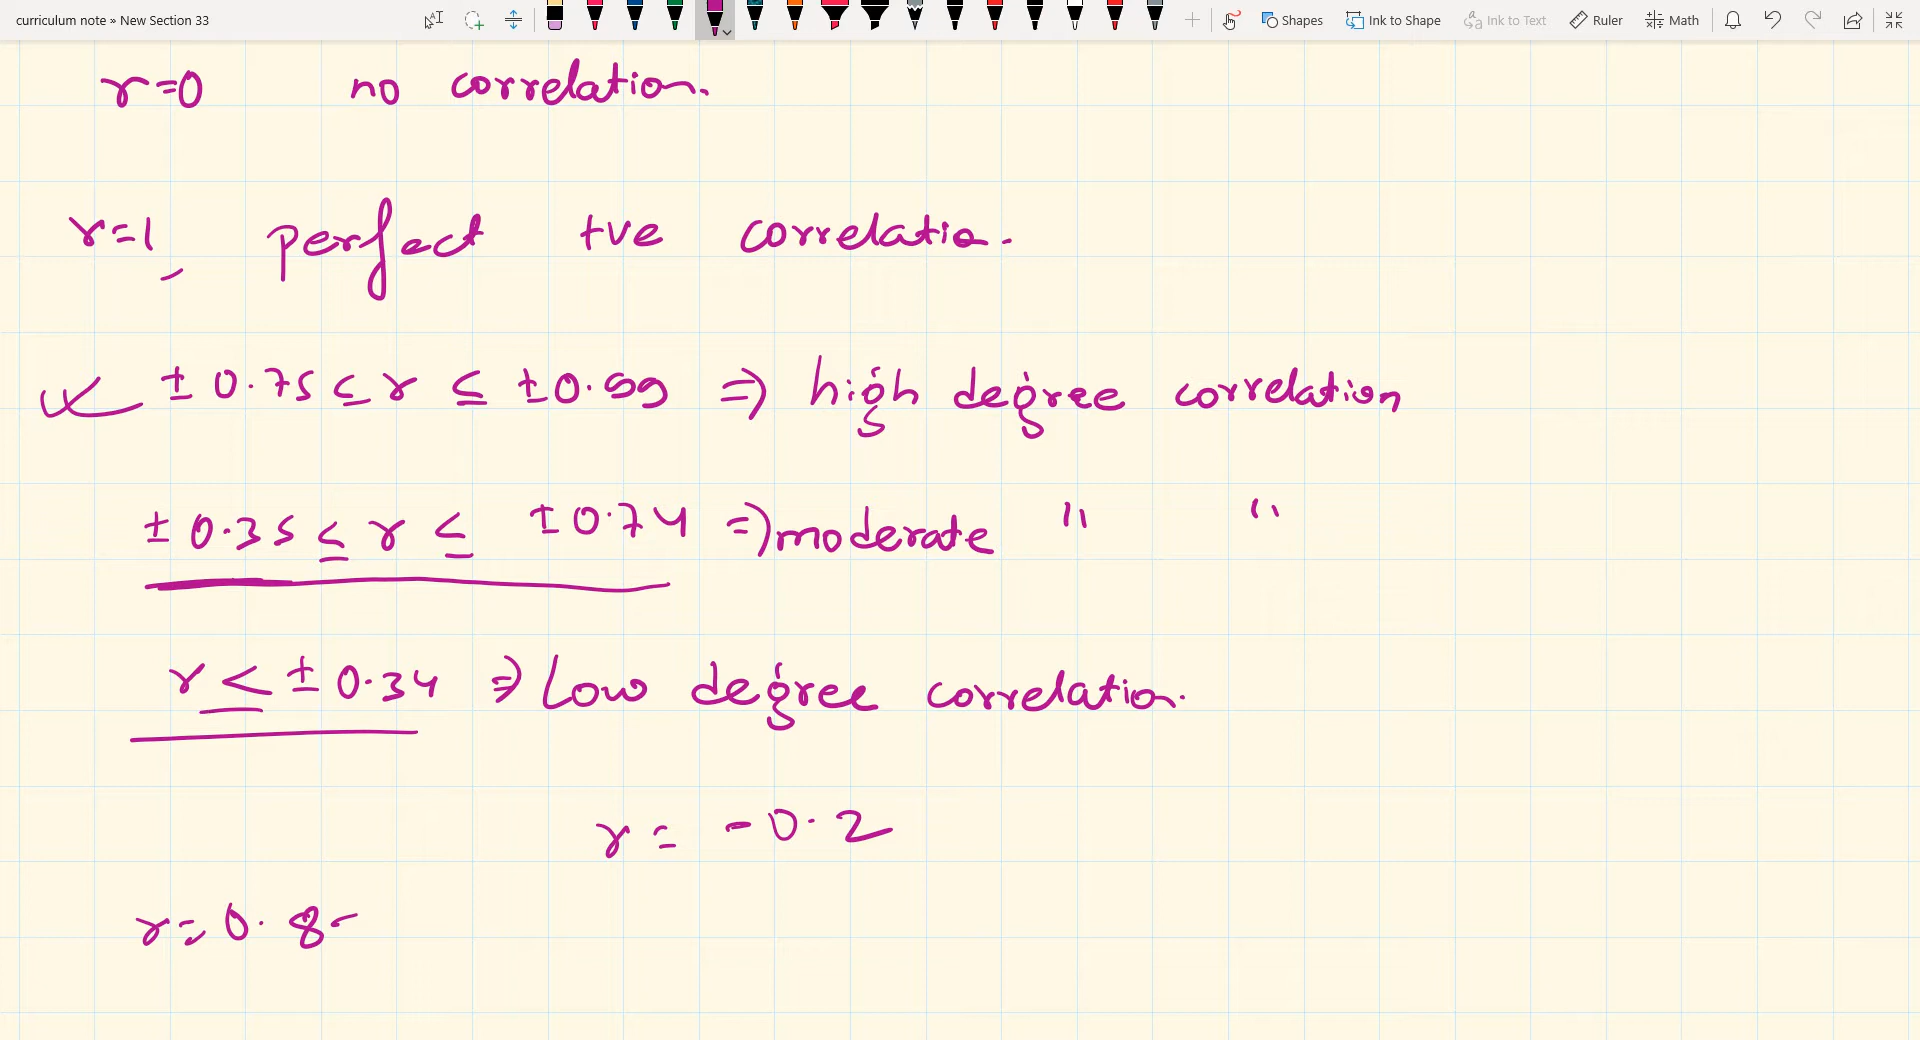 curriculum note » New Section 33
Shapes Ink to Shape Ink to Text Ruler Math
r=0 no correlation.
r=1, perfect +ve correlation.
± 0.75 ≤ r ≤ ±0.99 => high degree correlation
± 0.35 ≤ r ≤ ±0.74 => moderate " "
r < ± 0.34 => Low degree correlation.
r = -0.2
r = 0.8